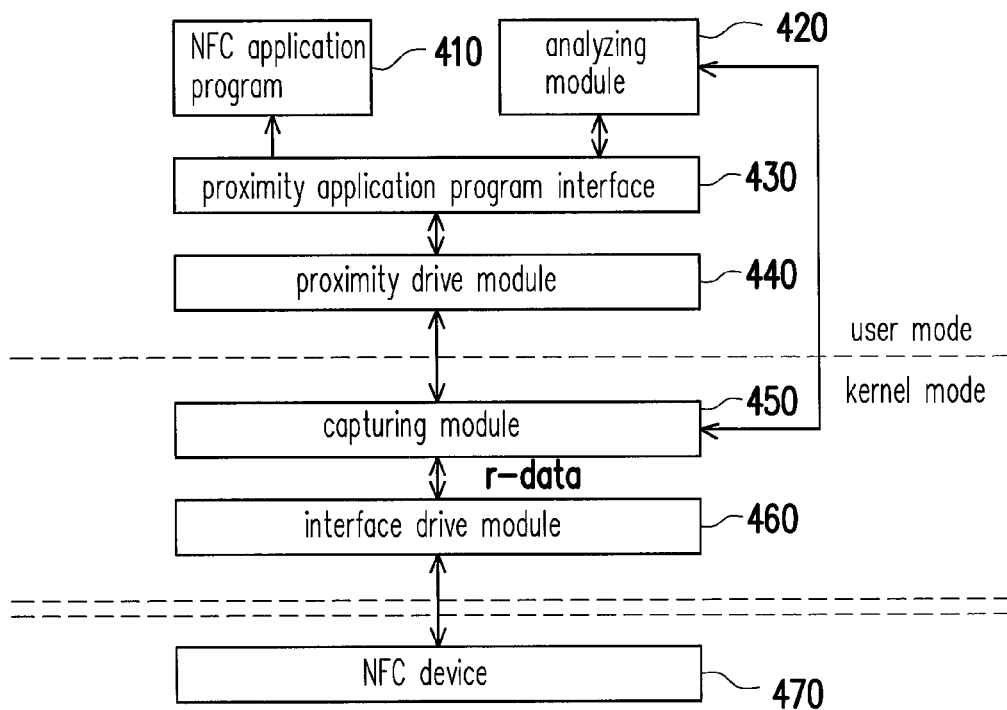 NFC application
program
410
analyzing
module
420
proximity application program interface
430
proximity drive module
440
user mode
kernel mode
capturing module
450
r-data
interface drive module
460
NFC device
470